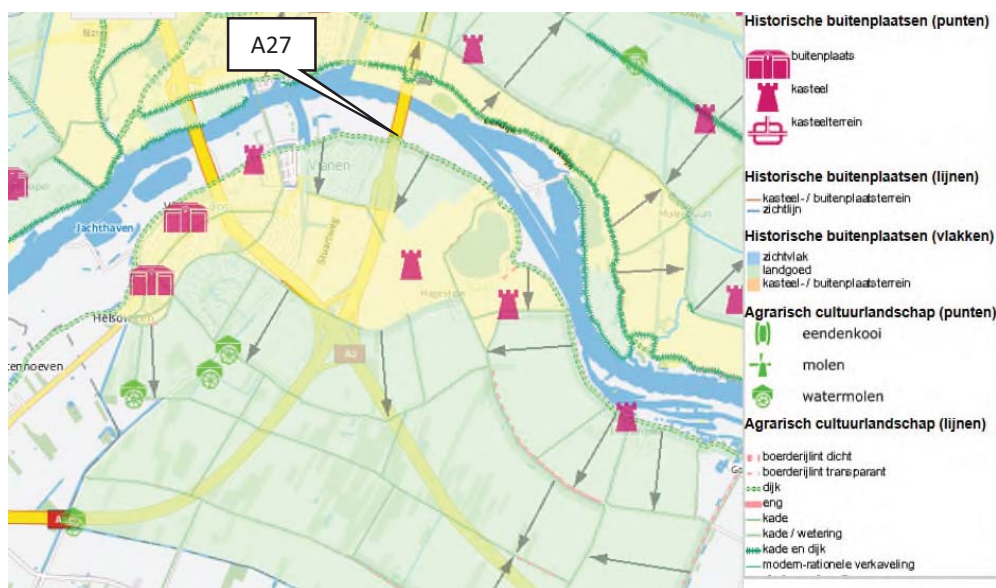 A27
Vianen
Jachthaven
Hagestein
A2
Historische buitenplaatsen (punten)
buitenplaats
kasteel
kasteelterrein
Historische buitenplaatsen (lijnen)
kasteel- / buitenplaatsterrein
zichtlijn
Historische buitenplaatsen (vlakken)
zichtvlak
landgoed
kasteel- / buitenplaatsterrein
Agrarisch cultuurlandschap (punten)
eendenkooi
molen
watermolen
Agrarisch cultuurlandschap (lijnen)
boerderijlint dicht
boerderijlint transparant
dijk
eng
kade
kade / wetering
kade en dijk
modern-rationele verkaveling